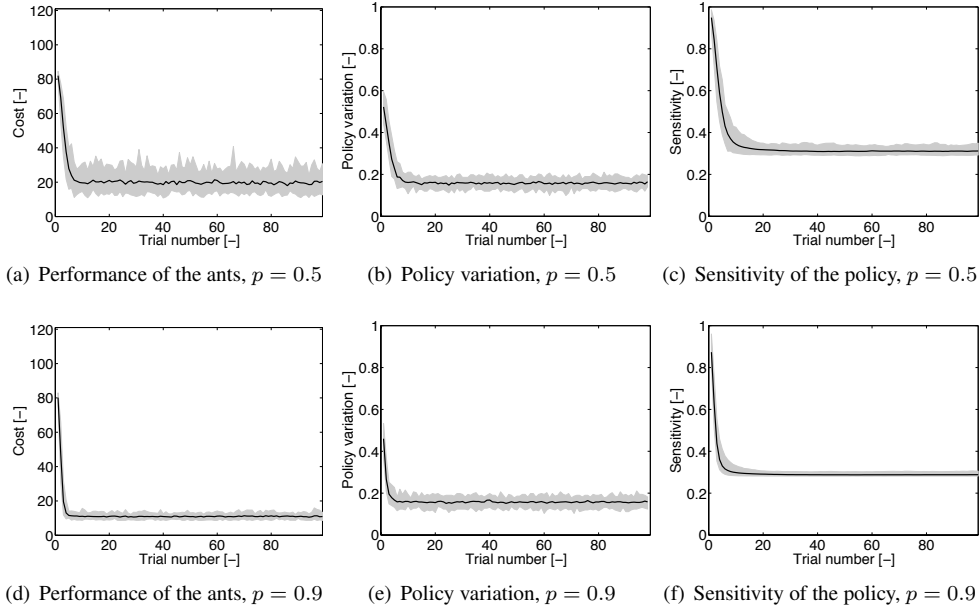 120
100
80
60
40
20
0
Cost [–]
0 20 40 60 80
Trial number [–]
(a) Performance of the ants, p = 0.5
1
0.8
0.6
0.4
0.2
0
Policy variation [–]
0 20 40 60 80
Trial number [–]
(b) Policy variation, p = 0.5
1
0.8
0.6
0.4
0.2
0
Sensitivity [–]
0 20 40 60 80
Trial number [–]
(c) Sensitivity of the policy, p = 0.5
120
100
80
60
40
20
0
Cost [–]
0 20 40 60 80
Trial number [–]
(d) Performance of the ants, p = 0.9
1
0.8
0.6
0.4
0.2
0
Policy variation [–]
0 20 40 60 80
Trial number [–]
(e) Policy variation, p = 0.9
1
0.8
0.6
0.4
0.2
0
Sensitivity [–]
0 20 40 60 80
Trial number [–]
(f) Sensitivity of the policy, p = 0.9